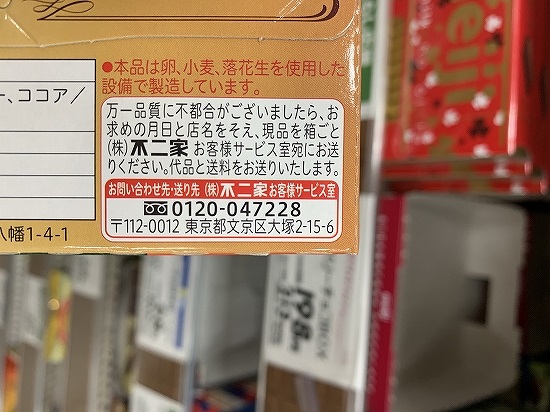 ●本品は卵、小麦、落花生を使用した
設備で製造しています。
ー、ココア／
万一品質に不都合がございましたら、お
求めの月日と店名をそえ、現品を箱ごと
(株)不二家 お客様サービス室宛にお送
りください。代品と送料をお送りいたします。
お問い合わせ先・送り先 (株)不二家お客様サービス室
0120-047228
〒112-0012 東京都文京区大塚2-15-6
八幡1-4-1
meiji